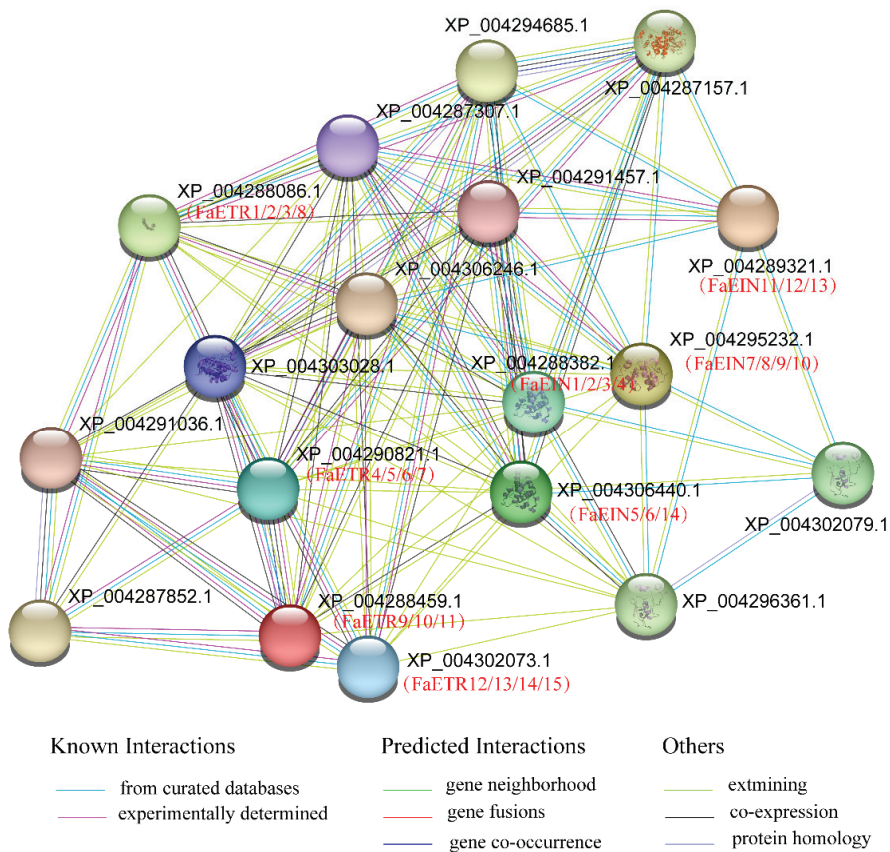 XP_004294685.1
XP_004287157.1
XP_004287307.1
XP_004288086.1
(FaETR1/2/3/8)
XP_004291457.1
XP_004306246.1
XP_004289321.1
(FaEIN11/12/13)
XP_004295232.1
(FaEIN7/8/9/10)
XP_004303028.1
XP_004288382.1
(FaEIN1/2/3/4)
XP_004291036.1
XP_004290821.1
(FaETR4/5/6/7)
XP_004306440.1
(FaEIN5/6/14)
XP_004302079.1
XP_004287852.1
XP_004288459.1
(FaETR9/10/11)
XP_004296361.1
XP_004302073.1
(FaETR12/13/14/15)
Known Interactions
from curated databases
experimentally determined
Predicted Interactions
gene neighborhood
gene fusions
gene co-occurrence
Others
extmining
co-expression
protein homology